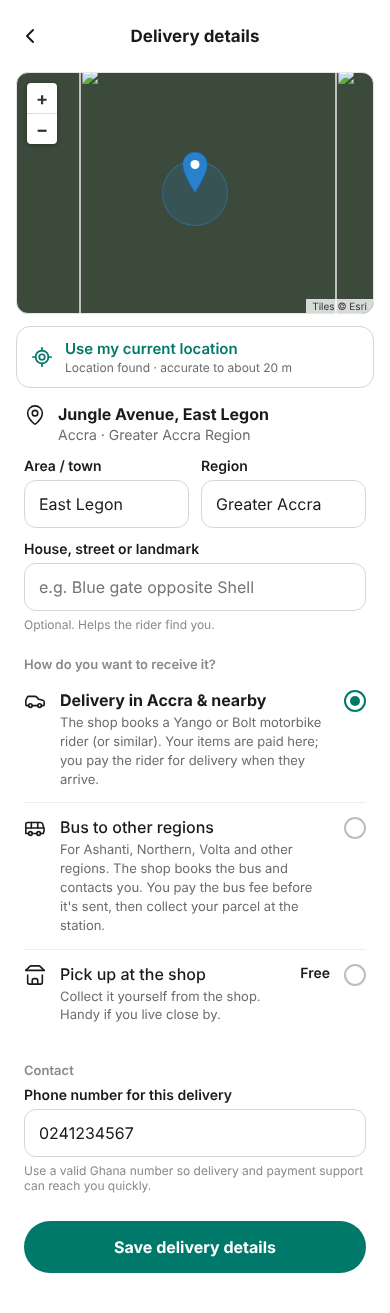 Delivery details
+
−
Tiles © Esri
Use my current location
Location found · accurate to about 20 m
Jungle Avenue, East Legon
Accra · Greater Accra Region
Area / town
Region
East Legon
Greater Accra
House, street or landmark
e.g. Blue gate opposite Shell
Optional. Helps the rider find you.
How do you want to receive it?
Delivery in Accra & nearby
The shop books a Yango or Bolt motorbike
rider (or similar). Your items are paid here;
you pay the rider for delivery when they
arrive.
Bus to other regions
For Ashanti, Northern, Volta and other
regions. The shop books the bus and
contacts you. You pay the bus fee before
it's sent, then collect your parcel at the
station.
Pick up at the shop
Free
Collect it yourself from the shop.
Handy if you live close by.
Contact
Phone number for this delivery
0241234567
Use a valid Ghana number so delivery and payment support
can reach you quickly.
Save delivery details